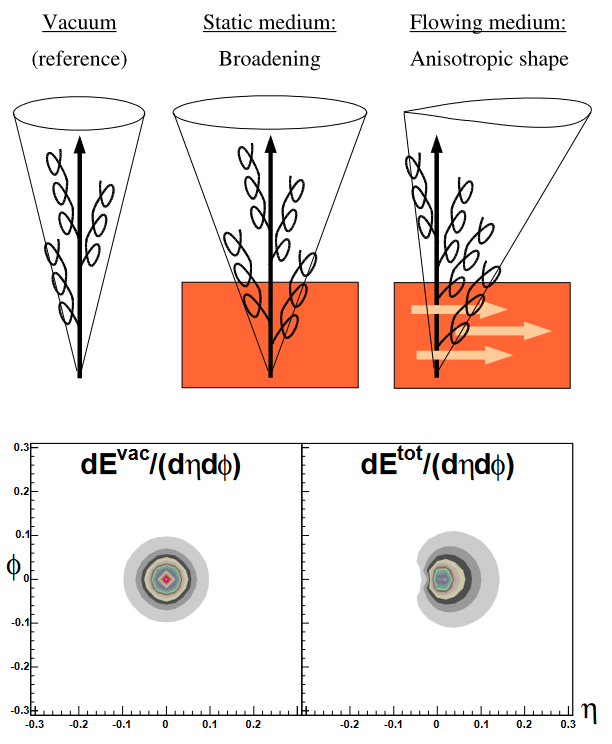 Vacuum
(reference)
Static medium:
Broadening
Flowing medium:
Anisotropic shape
dE^vac/(dηdϕ)
dE^tot/(dηdϕ)
0.3
0.2
0.1
ϕ
0
-0.1
-0.2
-0.3
-0.3 -0.2 -0.1 0 0.1 0.2
-0.2 -0.1 0 0.1 0.2 0.3
η